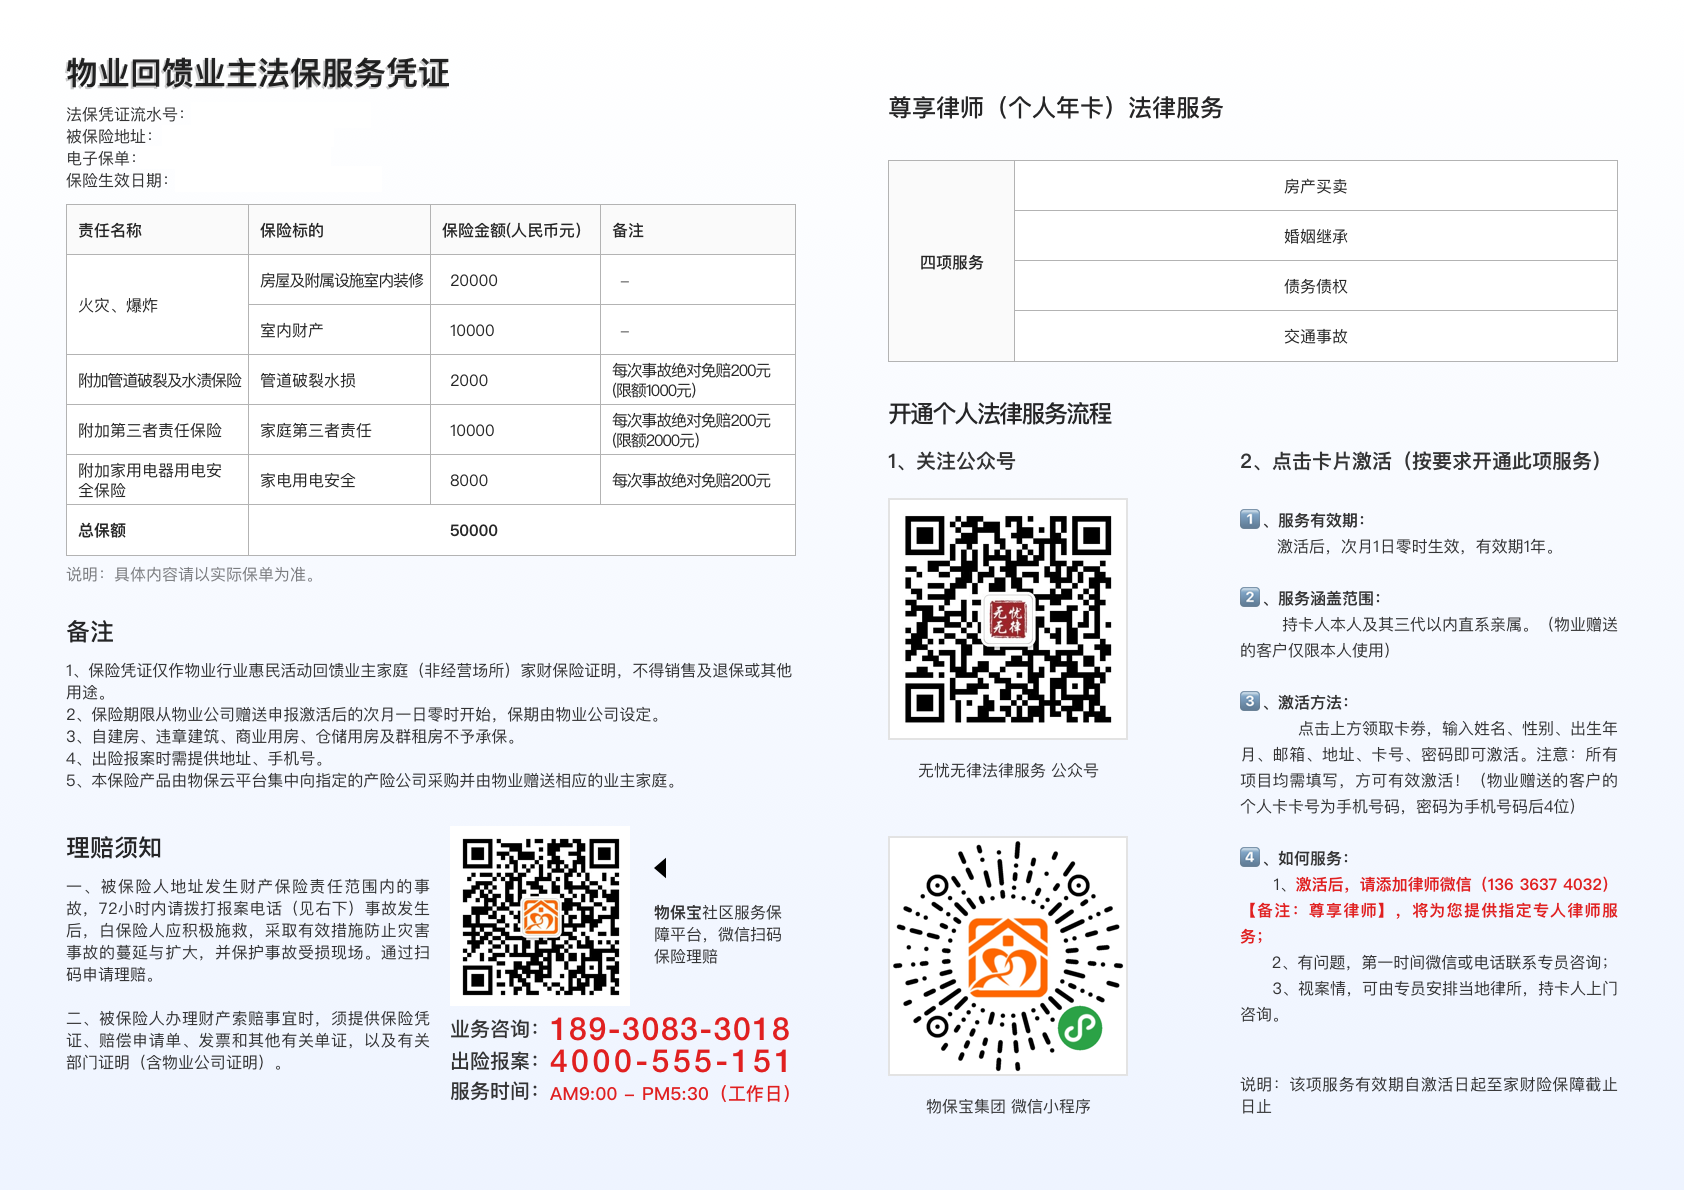 物业回馈业主法保服务凭证
法保凭证流水号：
被保险地址：
电子保单：
保险生效日期：
责任名称 保险标的 保险金额(人民币元) 备注
火灾、爆炸 房屋及附属设施室内装修 20000 –
室内财产 10000 –
附加管道破裂及水渍保险 管道破裂水损 2000 每次事故绝对免赔200元
(限额1000元)
附加第三者责任保险 家庭第三者责任 10000 每次事故绝对免赔200元
(限额2000元)
附加家用电器用电安
全保险 家电用电安全 8000 每次事故绝对免赔200元
总保额 50000
说明：具体内容请以实际保单为准。
备注
1、保险凭证仅作物业行业惠民活动回馈业主家庭（非经营场所）家财保险证明，不得销售及退保或其他
用途。
2、保险期限从物业公司赠送申报激活后的次月一日零时开始，保期由物业公司设定。
3、自建房、违章建筑、商业用房、仓储用房及群租房不予承保。
4、出险报案时需提供地址、手机号。
5、本保险产品由物保云平台集中向指定的产险公司采购并由物业赠送相应的业主家庭。
理赔须知
一、被保险人地址发生财产保险责任范围内的事
故，72小时内请拨打报案电话（见右下）事故发生
后，白保险人应积极施救，采取有效措施防止灾害
事故的蔓延与扩大，并保护事故受损现场。通过扫
码申请理赔。
二、被保险人办理财产索赔事宜时，须提供保险凭
证、赔偿申请单、发票和其他有关单证，以及有关
部门证明（含物业公司证明）。
物保宝社区服务保
障平台，微信扫码
保险理赔
业务咨询：189-3083-3018
出险报案：4000-555-151
服务时间：AM9:00 – PM5:30（工作日）
尊享律师（个人年卡）法律服务
四项服务
房产买卖
婚姻继承
债务债权
交通事故
开通个人法律服务流程
1、关注公众号
无忧
无律
无忧无律法律服务 公众号
物保宝集团 微信小程序
2、点击卡片激活（按要求开通此项服务）
1、服务有效期：
激活后，次月1日零时生效，有效期1年。
2、服务涵盖范围：
持卡人本人及其三代以内直系亲属。（物业赠送
的客户仅限本人使用）
3、激活方法：
点击上方领取卡券，输入姓名、性别、出生年
月、邮箱、地址、卡号、密码即可激活。注意：所有
项目均需填写，方可有效激活！（物业赠送的客户的
个人卡卡号为手机号码，密码为手机号码后4位）
4、如何服务：
1、激活后，请添加律师微信（136 3637 4032）
【备注：尊享律师】，将为您提供指定专人律师服
务；
2、有问题，第一时间微信或电话联系专员咨询；
3、视案情，可由专员安排当地律所，持卡人上门
咨询。
说明：该项服务有效期自激活日起至家财险保障截止
日止